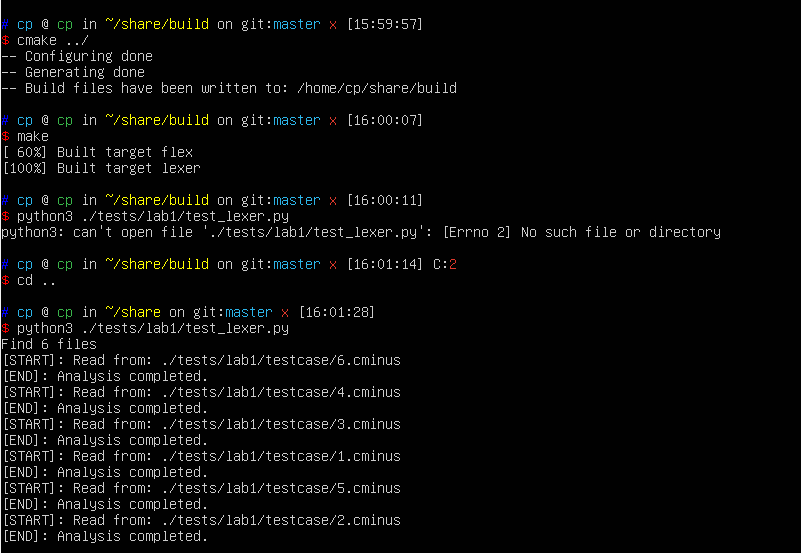 # cp @ cp in ~/share/build on git:master x [15:59:57]
$ cmake ../
-- Configuring done
-- Generating done
-- Build files have been written to: /home/cp/share/build
# cp @ cp in ~/share/build on git:master x [16:00:07]
$ make
[ 60%] Built target flex
[100%] Built target lexer
# cp @ cp in ~/share/build on git:master x [16:00:11]
$ python3 ./tests/lab1/test_lexer.py
python3: can't open file './tests/lab1/test_lexer.py': [Errno 2] No such file or directory
# cp @ cp in ~/share/build on git:master x [16:01:14] C:2
$ cd ..
# cp @ cp in ~/share on git:master x [16:01:28]
$ python3 ./tests/lab1/test_lexer.py
Find 6 files
[START]: Read from: ./tests/lab1/testcase/6.cminus
[END]: Analysis completed.
[START]: Read from: ./tests/lab1/testcase/4.cminus
[END]: Analysis completed.
[START]: Read from: ./tests/lab1/testcase/3.cminus
[END]: Analysis completed.
[START]: Read from: ./tests/lab1/testcase/1.cminus
[END]: Analysis completed.
[START]: Read from: ./tests/lab1/testcase/5.cminus
[END]: Analysis completed.
[START]: Read from: ./tests/lab1/testcase/2.cminus
[END]: Analysis completed.